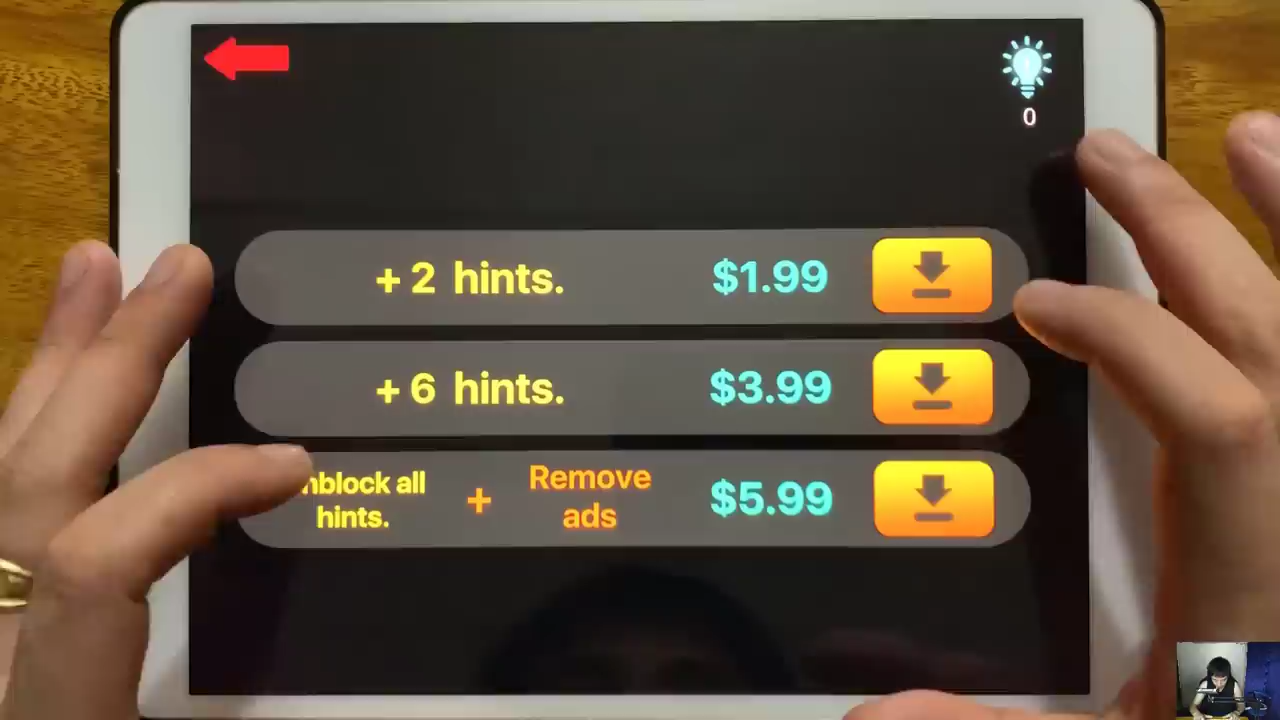 0
+ 2 hints. $1.99
+ 6 hints. $3.99
nblock all + Remove $5.99
hints. ads